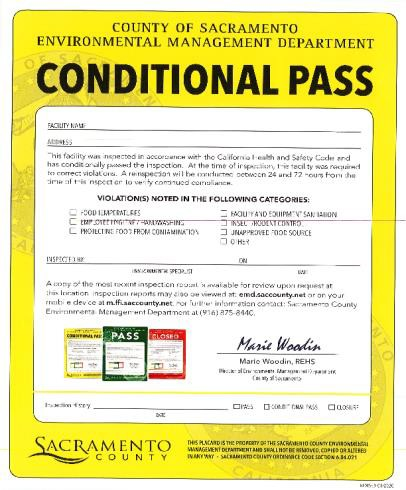 COUNTY OF SACRAMENTO
ENVIRONMENTAL MANAGEMENT DEPARTMENT
CONDITIONAL PASS
FACILITY NAME
ADDRESS
This facility was inspected in accordance with the California Health and Safety Code and
has conditionally passed the inspection. At the time of inspection, this facility was required
to correct violations. A reinspection will be conducted between 24 and 72 hours from the
time of this inspection to verify continued compliance.
VIOLATION(S) NOTED IN THE FOLLOWING CATEGORIES:
FOOD TEMPERATURES
EMPLOYEE HYGIENE / HANDWASHING
PROTECTING FOOD FROM CONTAMINATION
FACILITY AND EQUIPMENT SANITATION
INSECT/RODENT CONTROL
UNAPPROVED FOOD SOURCE
OTHER
INSPECTED BY:
ON
ENVIRONMENTAL SPECIALIST
DATE
A copy of the most recent inspection report is available for review upon request at
this location. Inspection reports may also be viewed at: emd.saccounty.net or on your
mobile device at m.ffi.saccounty.net. For further information contact: Sacramento County
Environmental Management Department at (916) 875-8440.
CONDITIONAL PASS
PASS
CLOSED
Marie Woodin
Marie Woodin, REHS
Director of Environmental Management Department
County of Sacramento
Inspection History:
DATE
PASS
CONDITIONAL PASS
CLOSURE
SACRAMENTO
COUNTY
THIS PLACARD IS THE PROPERTY OF THE SACRAMENTO COUNTY ENVIRONMENTAL
MANAGEMENT DEPARTMENT AND SHALL NOT BE REMOVED, COPIED OR ALTERED
IN ANY WAY - SACRAMENTO COUNTY ORDINANCE CODE SECTION 6.04.021